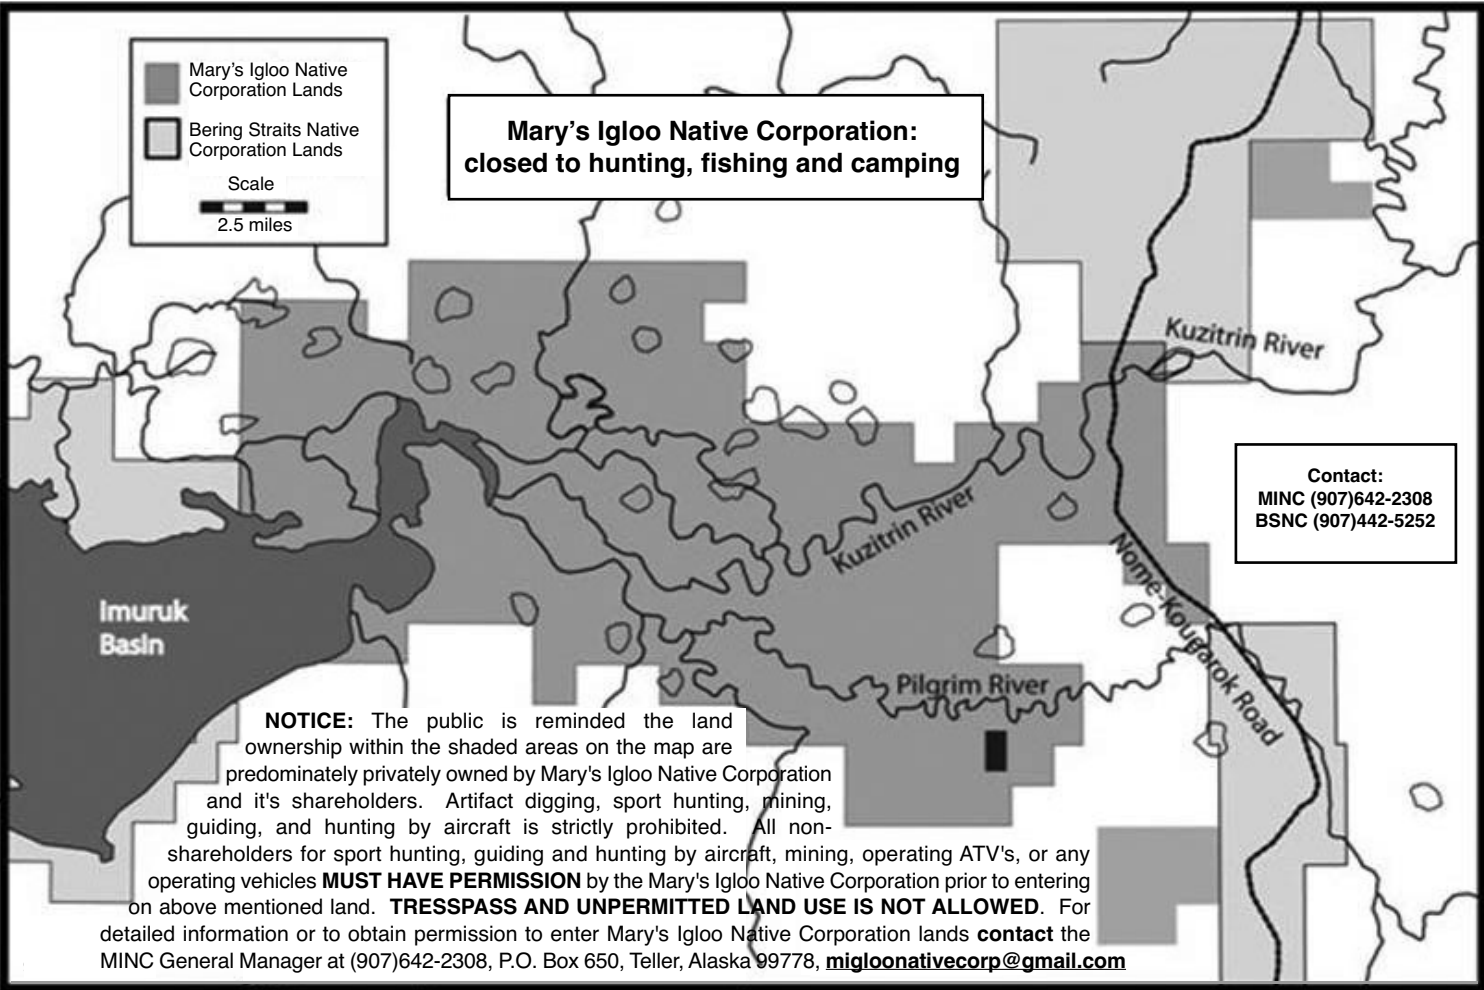 Mary's Igloo Native
Corporation Lands
Bering Straits Native
Corporation Lands
Scale
2.5 miles
Mary's Igloo Native Corporation:
closed to hunting, fishing and camping
Kuzitrin River
Contact:
MINC (907)642-2308
BSNC (907)442-5252
Kuzitrin River
Nome-Kougarok Road
Imuruk
Basin
Pilgrim River
NOTICE: The public is reminded the land
ownership within the shaded areas on the map are
predominately privately owned by Mary's Igloo Native Corporation
and it's shareholders. Artifact digging, sport hunting, mining,
guiding, and hunting by aircraft is strictly prohibited. All non-
shareholders for sport hunting, guiding and hunting by aircraft, mining, operating ATV's, or any
operating vehicles MUST HAVE PERMISSION by the Mary's Igloo Native Corporation prior to entering
on above mentioned land. TRESSPASS AND UNPERMITTED LAND USE IS NOT ALLOWED. For
detailed information or to obtain permission to enter Mary's Igloo Native Corporation lands contact the
MINC General Manager at (907)642-2308, P.O. Box 650, Teller, Alaska 99778, migloonativecorp@gmail.com